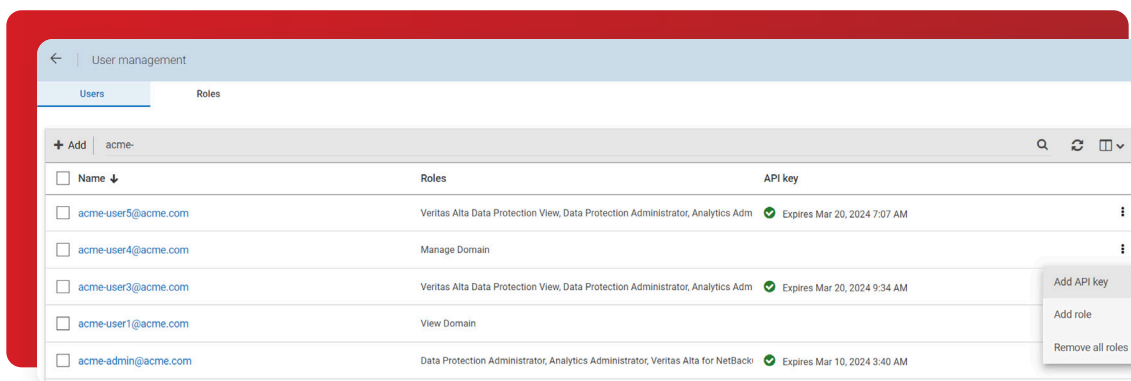 User management
Users Roles
Add acme-
Name Roles API key
acme-user5@acme.com Veritas Alta Data Protection View, Data Protection Administrator, Analytics Adm Expires Mar 20, 2024 7:07 AM
acme-user4@acme.com Manage Domain
acme-user3@acme.com Veritas Alta Data Protection View, Data Protection Administrator, Analytics Adm Expires Mar 20, 2024 9:34 AM
Add API key
Add role
acme-user1@acme.com View Domain
Remove all roles
acme-admin@acme.com Data Protection Administrator, Analytics Administrator, Veritas Alta for NetBack Expires Mar 10, 2024 3:40 AM